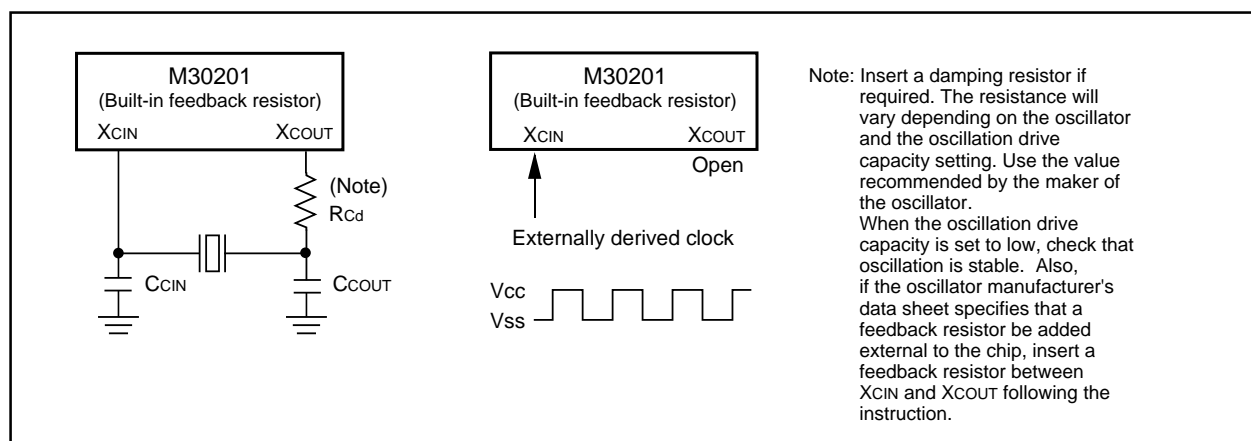 M30201
(Built-in feedback resistor)
XCIN XCOUT
(Note)
RCd
CCIN CCOUT
M30201
(Built-in feedback resistor)
XCIN XCOUT
Open
Externally derived clock
Vcc
Vss
Note: Insert a damping resistor if
required. The resistance will
vary depending on the oscillator
and the oscillation drive
capacity setting. Use the value
recommended by the maker of
the oscillator.
When the oscillation drive
capacity is set to low, check that
oscillation is stable. Also,
if the oscillator manufacturer's
data sheet specifies that a
feedback resistor be added
external to the chip, insert a
feedback resistor between
XCIN and XCOUT following the
instruction.